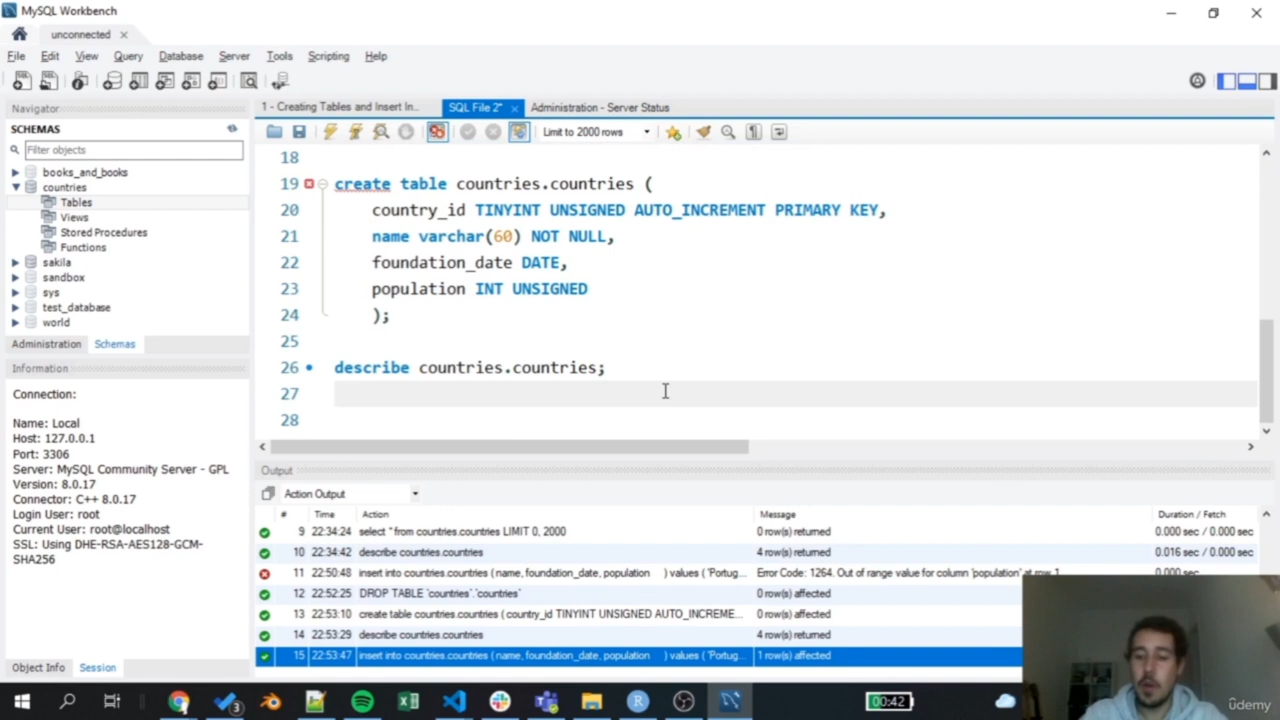 MySQL Workbench
unconnected
File Edit View Query Database Server Tools Scripting Help
Navigator
SCHEMAS
Filter objects
books_and_books
countries
Tables
Views
Stored Procedures
Functions
sakila
sandbox
sys
test_database
world
Administration Schemas
Information
Connection:
Name: Local
Host: 127.0.0.1
Port: 3306
Server: MySQL Community Server - GPL
Version: 8.0.17
Connector: C++ 8.0.17
Login User: root
Current User: root@localhost
SSL: Using DHE-RSA-AES128-GCM-
SHA256
Object Info Session
1 - Creating Tables and Insert In... SQL File 2* Administration - Server Status
Limit to 2000 rows
18
19 create table countries.countries (
20 country_id TINYINT UNSIGNED AUTO_INCREMENT PRIMARY KEY,
21 name varchar(60) NOT NULL,
22 foundation_date DATE,
23 population INT UNSIGNED
24 );
25
26 describe countries.countries;
27
28
Output
Action Output
# Time Action Message Duration / Fetch
9 22:34:24 select * from countries.countries LIMIT 0, 2000 0 row(s) returned 0.000 sec / 0.000 sec
10 22:34:42 describe countries.countries 4 row(s) returned 0.016 sec / 0.000 sec
11 22:50:48 insert into countries.countries ( name, foundation_date, population ) values ( 'Portug... Error Code: 1264. Out of range value for column 'population' at row 1 0.000 sec
12 22:52:25 DROP TABLE `countries`.`countries` 0 row(s) affected
13 22:53:10 create table countries.countries ( country_id TINYINT UNSIGNED AUTO_INCREME... 0 row(s) affected
14 22:53:29 describe countries.countries 4 row(s) returned
15 22:53:47 insert into countries.countries ( name, foundation_date, population ) values ( 'Portug... 1 row(s) affected
3
00:42
udemy